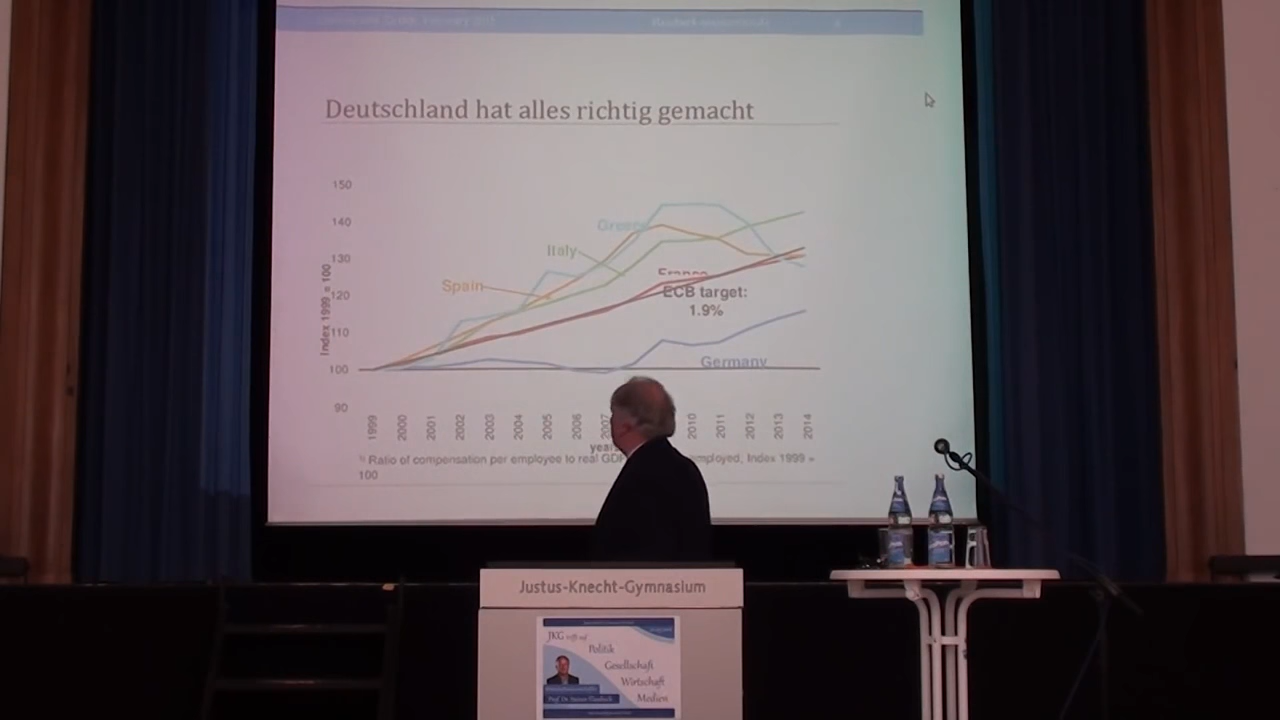 Deutschland hat alles richtig gemacht
150
140
130
120
110
100
90
Index 1999 = 100
Greece
Italy
Spain
France
ECB target:
1.9%
Germany
1999
2000
2001
2002
2003
2004
2005
2006
2007
2010
2011
2012
2013
2014
years
Ratio of compensation per employee to real GDP employed, Index 1999 =
100
Justus-Knecht-Gymnasium
JKG trifft auf
Politik
Gesellschaft
Wirtschaft
Medien